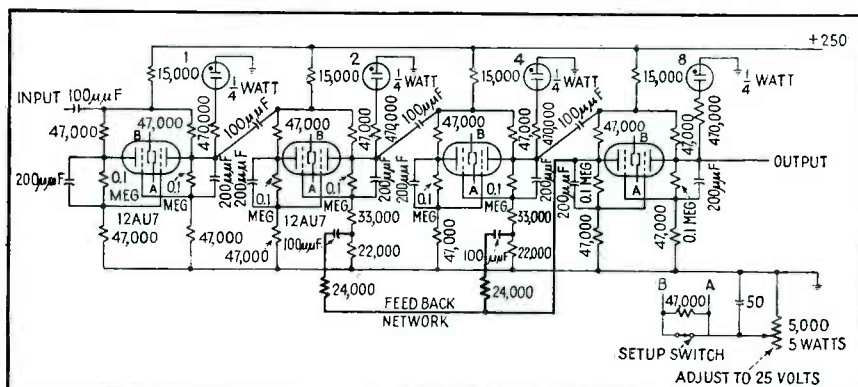 +250
1
2
4
8
15,000
1/4 WATT
15,000
1/4 WATT
15,000
1/4 WATT
15,000
1/4 WATT
INPUT
100μμF
470,000
100μμF
470,000
100μμF
470,000
100μμF
470,000
47,000
47,000
47,000
47,000
47,000
47,000
B
B
B
B
OUTPUT
200μμF
0.1 MEG
A
0.1 MEG
200μμF
200μμF
0.1 MEG
A
0.1 MEG
200μμF
200μμF
0.1 MEG
A
0.1 MEG
200μμF
200μμF
0.1 MEG
A
0.1 MEG
200μμF
12AU7
12AU7
33,000
33,000
47,000
47,000
100μμF
47,000
22,000
47,000
100μμF
22,000
47,000
47,000
24,000
24,000
FEED BACK
NETWORK
B
A
47,000
50
5,000
5 WATTS
SETUP SWITCH
ADJUST TO 25 VOLTS